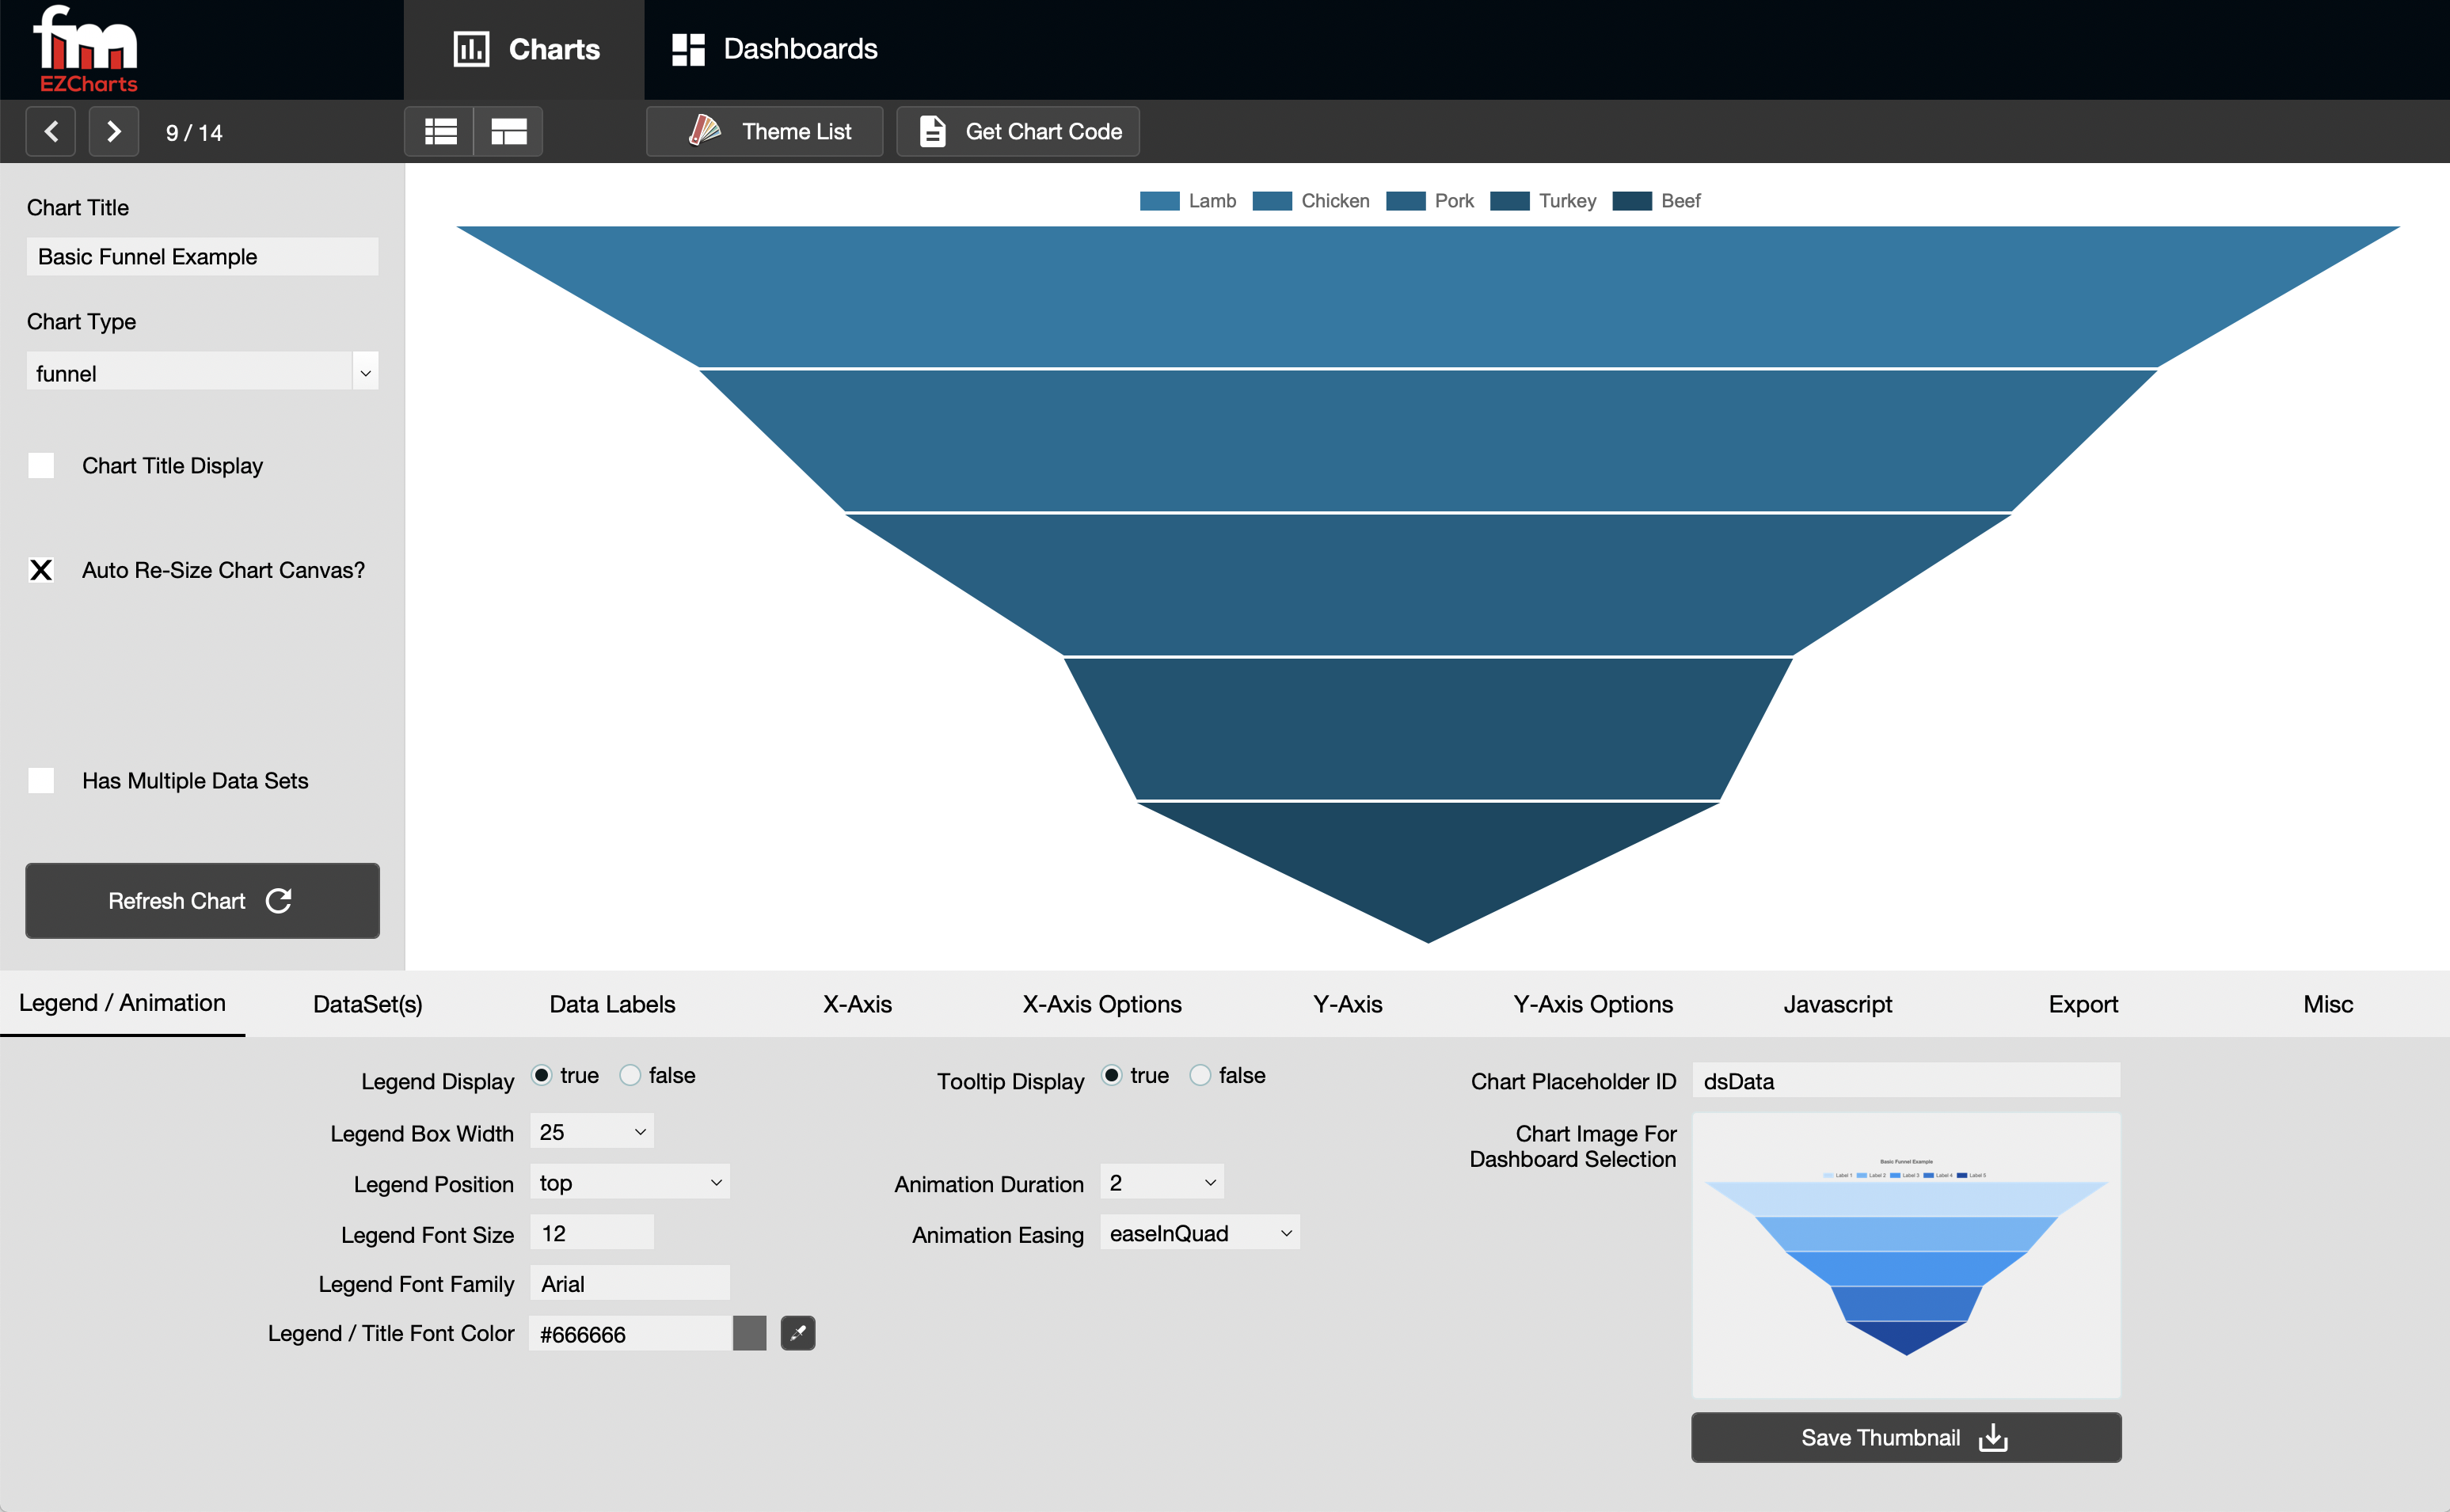 fm
EZCharts
Charts
Dashboards
9 / 14
Theme List
Get Chart Code
Chart Title
Basic Funnel Example
Chart Type
funnel
Chart Title Display
X Auto Re-Size Chart Canvas?
Has Multiple Data Sets
Refresh Chart
Lamb Chicken Pork Turkey Beef
Legend / Animation DataSet(s) Data Labels X-Axis X-Axis Options Y-Axis Y-Axis Options Javascript Export Misc
Legend Display true false
Legend Box Width 25
Legend Position top
Legend Font Size 12
Legend Font Family Arial
Legend / Title Font Color #666666
Tooltip Display true false
Animation Duration 2
Animation Easing easeInQuad
Chart Placeholder ID dsData
Chart Image For
Dashboard Selection
Basic Funnel Example
Label 1 Label 2 Label 3 Label 4 Label 5
Save Thumbnail